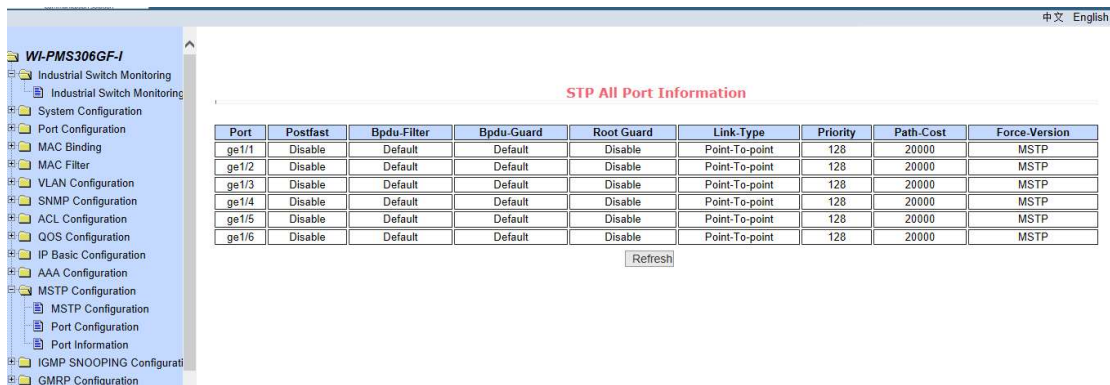 中文 English
WI-PMS306GF-I
Industrial Switch Monitoring
Industrial Switch Monitoring
System Configuration
Port Configuration
MAC Binding
MAC Filter
VLAN Configuration
SNMP Configuration
ACL Configuration
QOS Configuration
IP Basic Configuration
AAA Configuration
MSTP Configuration
MSTP Configuration
Port Configuration
Port Information
IGMP SNOOPING Configurati
GMRP Configuration
STP All Port Information
Port Postfast Bpdu-Filter Bpdu-Guard Root Guard Link-Type Priority Path-Cost Force-Version
ge1/1 Disable Default Default Disable Point-To-point 128 20000 MSTP
ge1/2 Disable Default Default Disable Point-To-point 128 20000 MSTP
ge1/3 Disable Default Default Disable Point-To-point 128 20000 MSTP
ge1/4 Disable Default Default Disable Point-To-point 128 20000 MSTP
ge1/5 Disable Default Default Disable Point-To-point 128 20000 MSTP
ge1/6 Disable Default Default Disable Point-To-point 128 20000 MSTP
Refresh